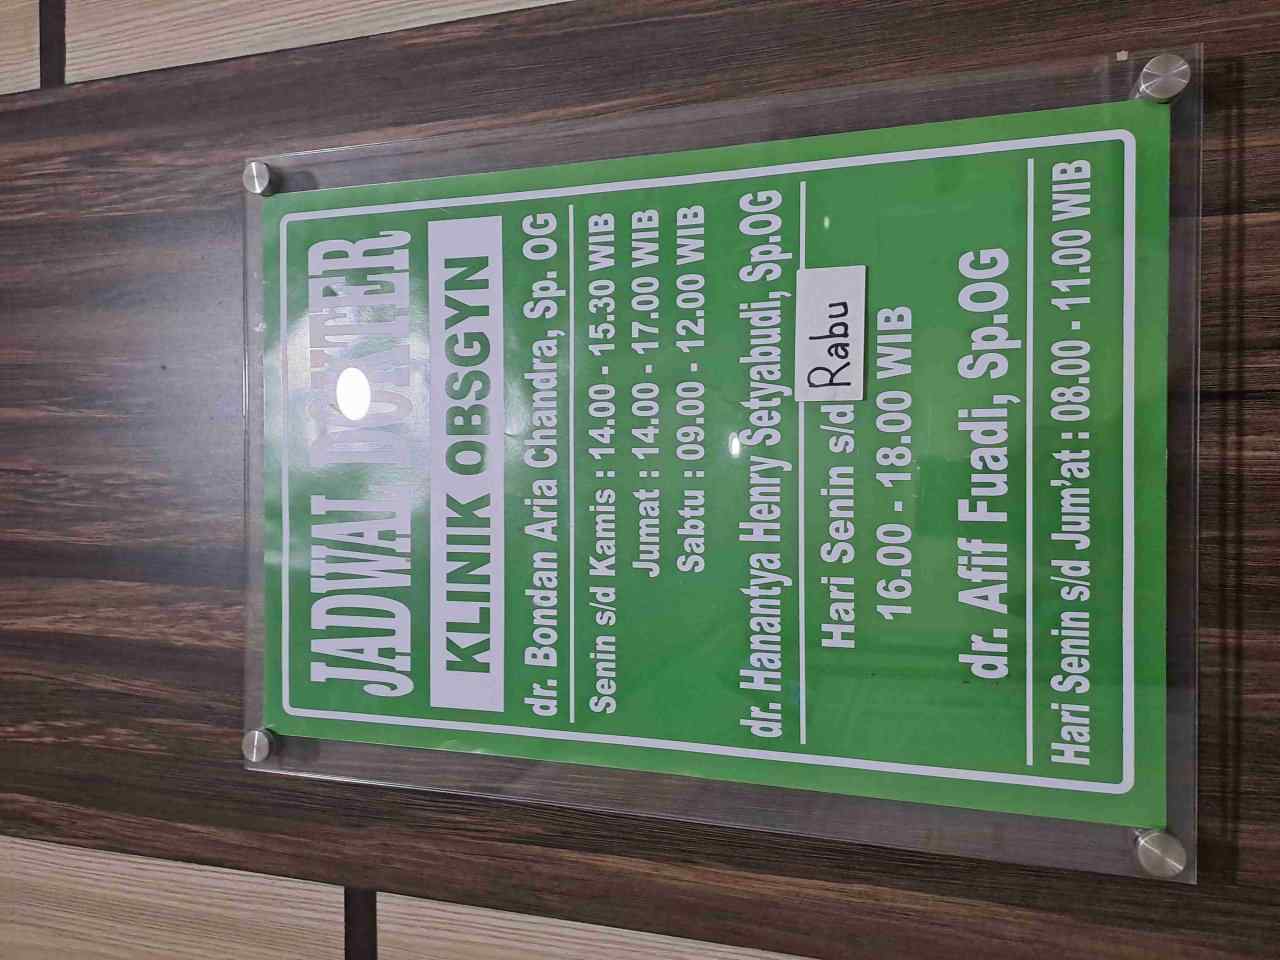 JADWAL DOKTER
KLINIK OBSGYN
dr. Bondan Aria Chandra, Sp. OG
Senin s/d Kamis : 14.00 - 15.30 WIB
Jumat : 14.00 - 17.00 WIB
Sabtu : 09.00 - 12.00 WIB
dr. Hanantya Henry Setyabudi, Sp.OG
Hari Senin s/d Rabu
16.00 - 18.00 WIB
dr. Afif Fuadi, Sp.OG
Hari Senin s/d Jum'at : 08.00 - 11.00 WIB